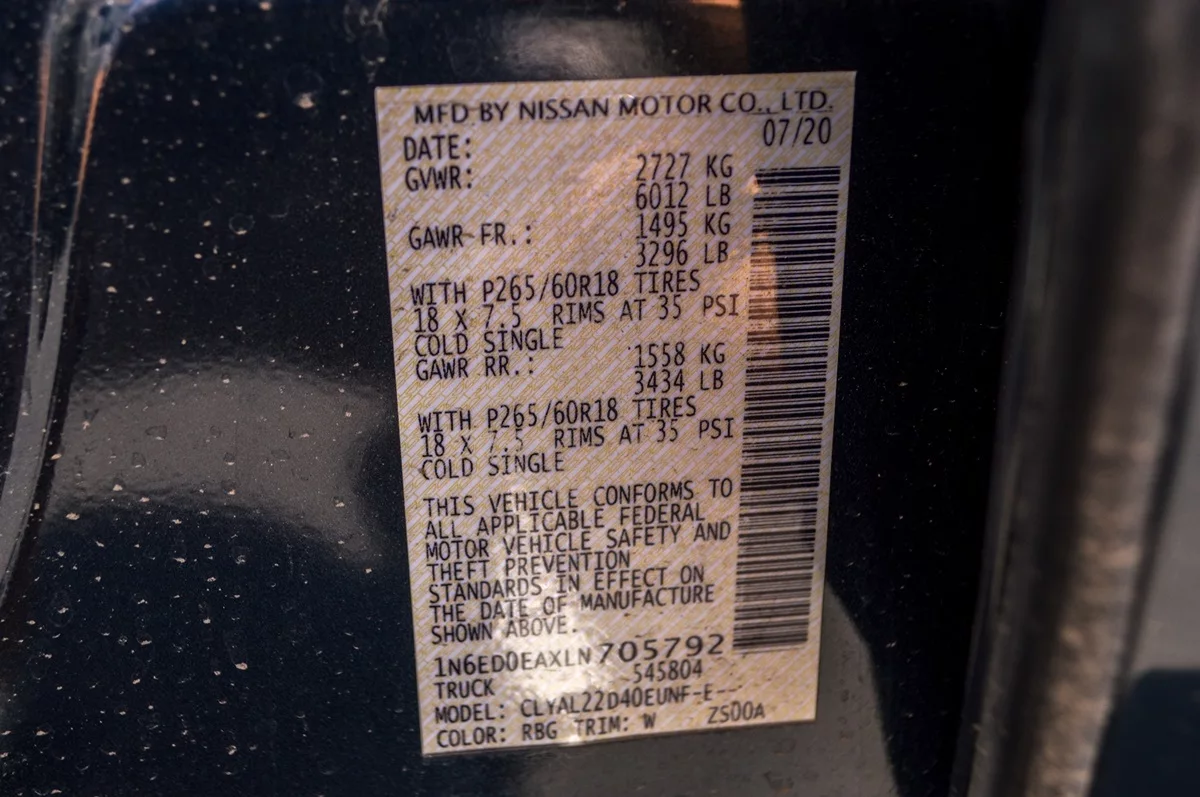 MFD BY NISSAN MOTOR CO., LTD.
DATE: 07/20
GVWR: 2727 KG
6012 LB
GAWR FR.: 1495 KG
3296 LB
WITH P265/60R18 TIRES
18 X 7.5 RIMS AT 35 PSI
COLD SINGLE
GAWR RR.: 1558 KG
3434 LB
WITH P265/60R18 TIRES
18 X 7.5 RIMS AT 35 PSI
COLD SINGLE
THIS VEHICLE CONFORMS TO
ALL APPLICABLE FEDERAL
MOTOR VEHICLE SAFETY AND
THEFT PREVENTION
STANDARDS IN EFFECT ON
THE DATE OF MANUFACTURE
SHOWN ABOVE.
1N6ED0EAXLN705792
TRUCK 545804
MODEL: CLYAL22D40EUNF-E---
COLOR: RBG TRIM: W ZS00A